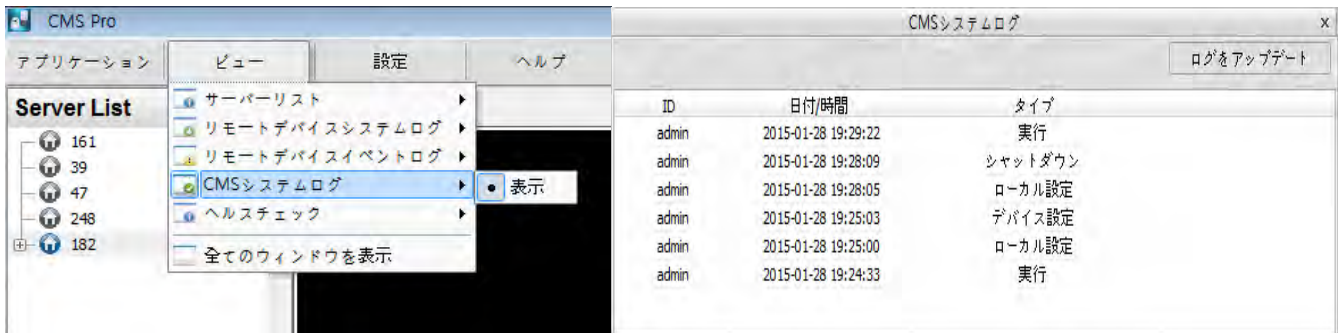 CMS Pro
アプリケーション ビュー 設定 ヘルプ
Server List
161
39
47
248
182
サーバーリスト
リモートデバイスシステムログ
リモートデバイスイベントログ
CMSシステムログ
表示
ヘルスチェック
全てのウィンドウを表示
CMSシステムログ x
ログをアップデート
ID 日付/時間 タイプ
admin 2015-01-28 19:29:22 実行
admin 2015-01-28 19:28:09 シャットダウン
admin 2015-01-28 19:28:05 ローカル設定
admin 2015-01-28 19:25:03 デバイス設定
admin 2015-01-28 19:25:00 ローカル設定
admin 2015-01-28 19:24:33 実行